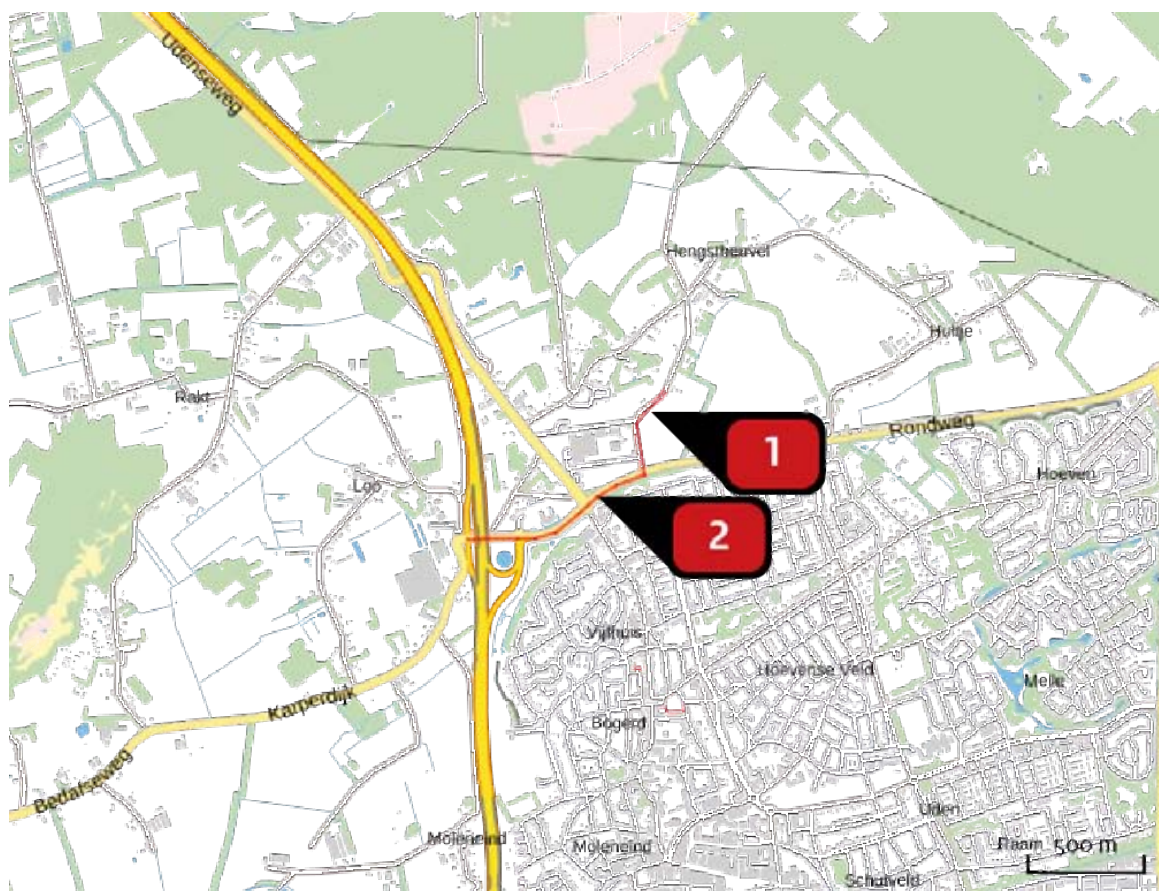 Udenseweg
Hengstheuvel
Hultje
Rakt
Rondweg
1
Hoeven
Loo
2
Vijfhuis
Hoevense Veld
Melle
Karperdijk
Bogerd
Bedafseweg
Uden
Moleneind
Moleneind
Raam
500 m
Schutveld